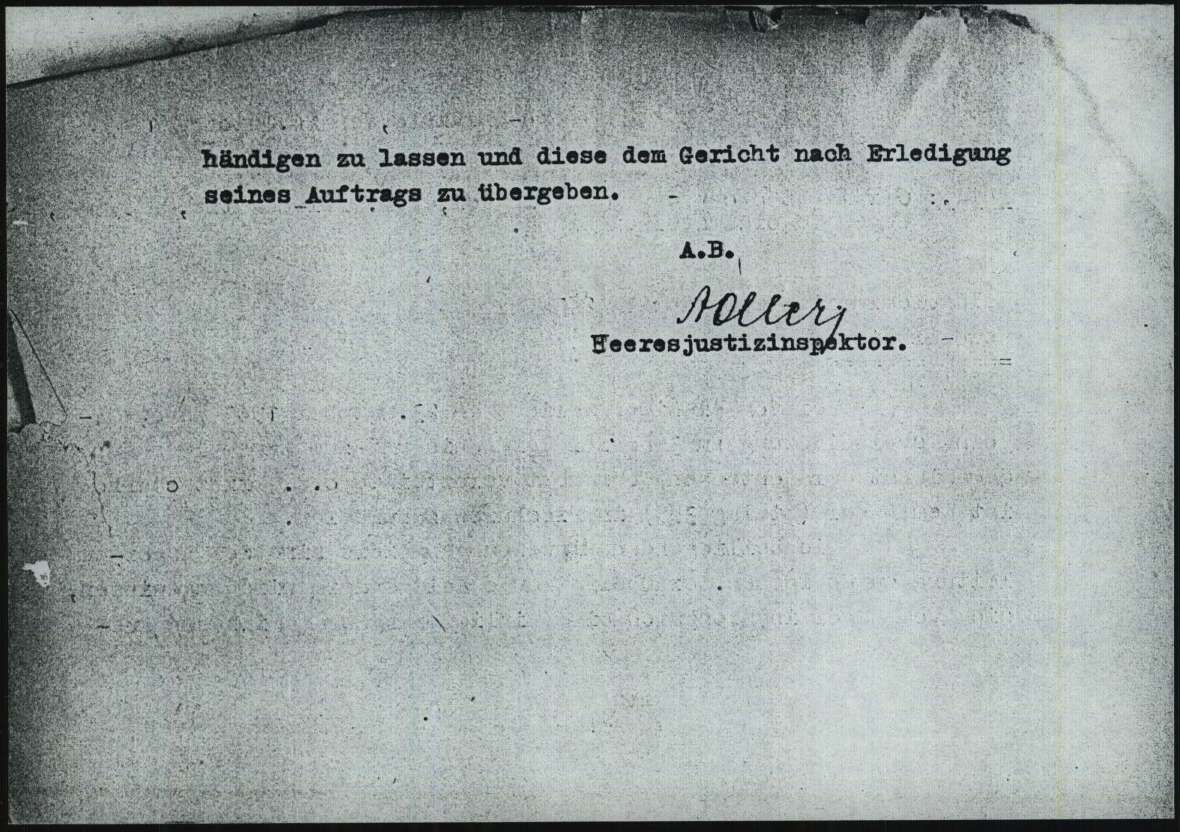 händigen zu lassen und diese dem Gericht nach Erledigung
seines Auftrags zu übergeben.
A.B.
Heeresjustizinspektor.